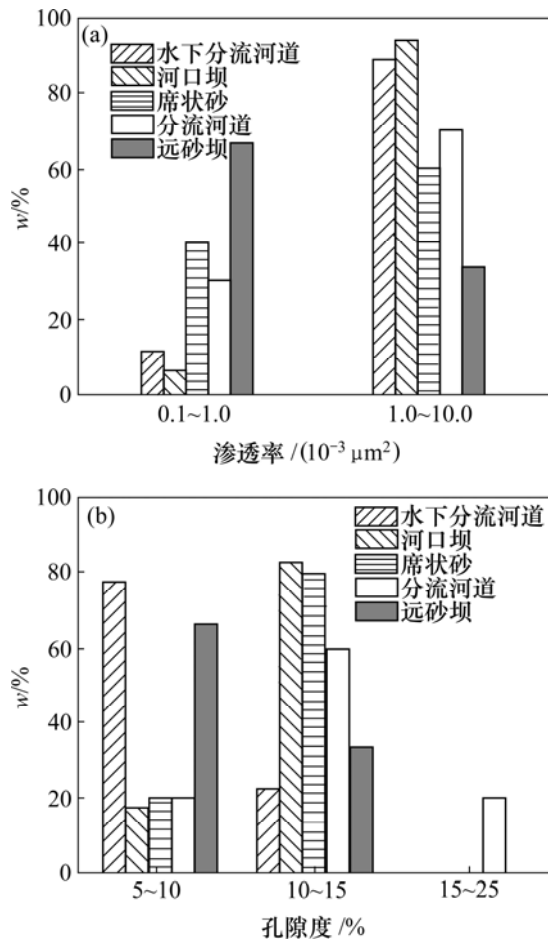 (a)
水下分流河道
河口坝
席状砂
分流河道
远砂坝
100
80
60
40
20
0
w/%
0.1~1.0
1.0~10.0
渗透率 /(10⁻³ μm²)
(b)
水下分流河道
河口坝
席状砂
分流河道
远砂坝
100
80
60
40
20
0
w/%
5~10
10~15
15~25
孔隙度 /%